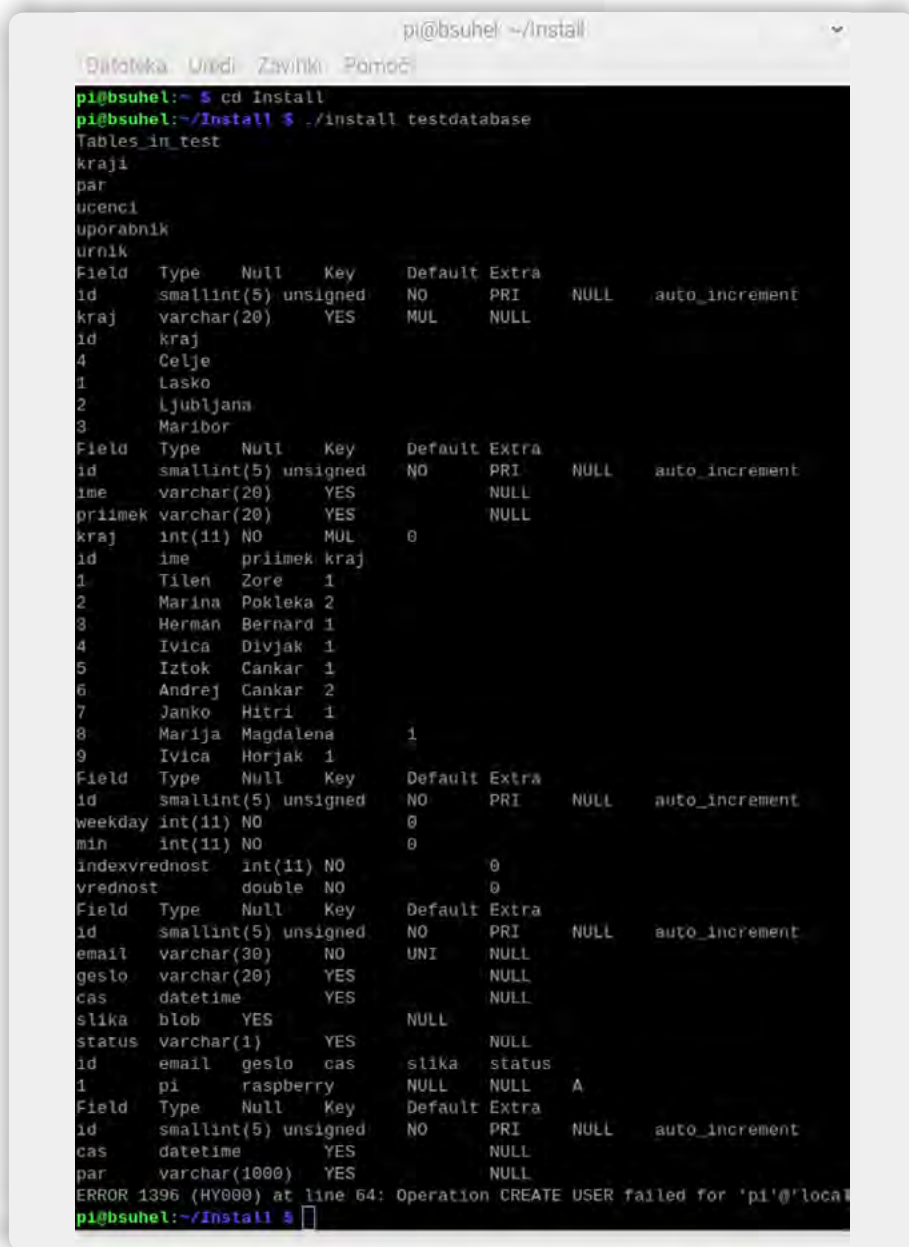 pi@bsuhel: ~/Install
Datoteka Uredi Zavihki Pomoč
pi@bsuhel:~ $ cd Install
pi@bsuhel:~/Install $ ./install testdatabase
Tables_in_test
kraji
par
ucenci
uporabnik
urnik
Field Type Null Key Default Extra
id smallint(5) unsigned NO PRI NULL auto_increment
kraj varchar(20) YES MUL NULL
id kraj
4 Celje
1 Lasko
2 Ljubljana
3 Maribor
Field Type Null Key Default Extra
id smallint(5) unsigned NO PRI NULL auto_increment
ime varchar(20) YES NULL
priimek varchar(20) YES NULL
kraj int(11) NO MUL 0
id ime priimek kraj
1 Tilen Zore 1
2 Marina Pokleka 2
3 Herman Bernard 1
4 Ivica Divjak 1
5 Iztok Cankar 1
6 Andrej Cankar 2
7 Janko Hitri 1
8 Marija Magdalena 1
9 Ivica Horjak 1
Field Type Null Key Default Extra
id smallint(5) unsigned NO PRI NULL auto_increment
weekday int(11) NO 0
min int(11) NO 0
indexvrednost int(11) NO 0
vrednost double NO 0
Field Type Null Key Default Extra
id smallint(5) unsigned NO PRI NULL auto_increment
email varchar(30) NO UNI NULL
geslo varchar(20) YES NULL
cas datetime YES NULL
slika blob YES NULL
status varchar(1) YES NULL
id email geslo cas slika status
1 pi raspberry NULL NULL A
Field Type Null Key Default Extra
id smallint(5) unsigned NO PRI NULL auto_increment
cas datetime YES NULL
par varchar(1000) YES NULL
ERROR 1396 (HY000) at line 64: Operation CREATE USER failed for 'pi'@'local
pi@bsuhel:~/Install $